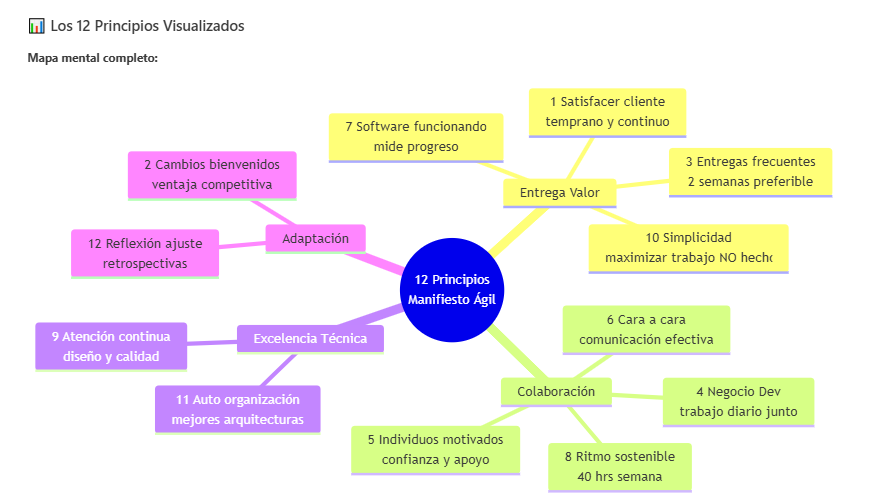 📊 Los 12 Principios Visualizados
Mapa mental completo:
1 Satisfacer cliente
temprano y continuo
7 Software funcionando
mide progreso
3 Entregas frecuentes
2 semanas preferible
Entrega Valor
10 Simplicidad
maximizar trabajo NO hecho
2 Cambios bienvenidos
ventaja competitiva
12 Reflexión ajuste
retrospectivas
Adaptación
12 Principios
Manifiesto Ágil
9 Atención continua
diseño y calidad
Excelencia Técnica
11 Auto organización
mejores arquitecturas
6 Cara a cara
comunicación efectiva
Colaboración
4 Negocio Dev
trabajo diario junto
5 Individuos motivados
confianza y apoyo
8 Ritmo sostenible
40 hrs semana